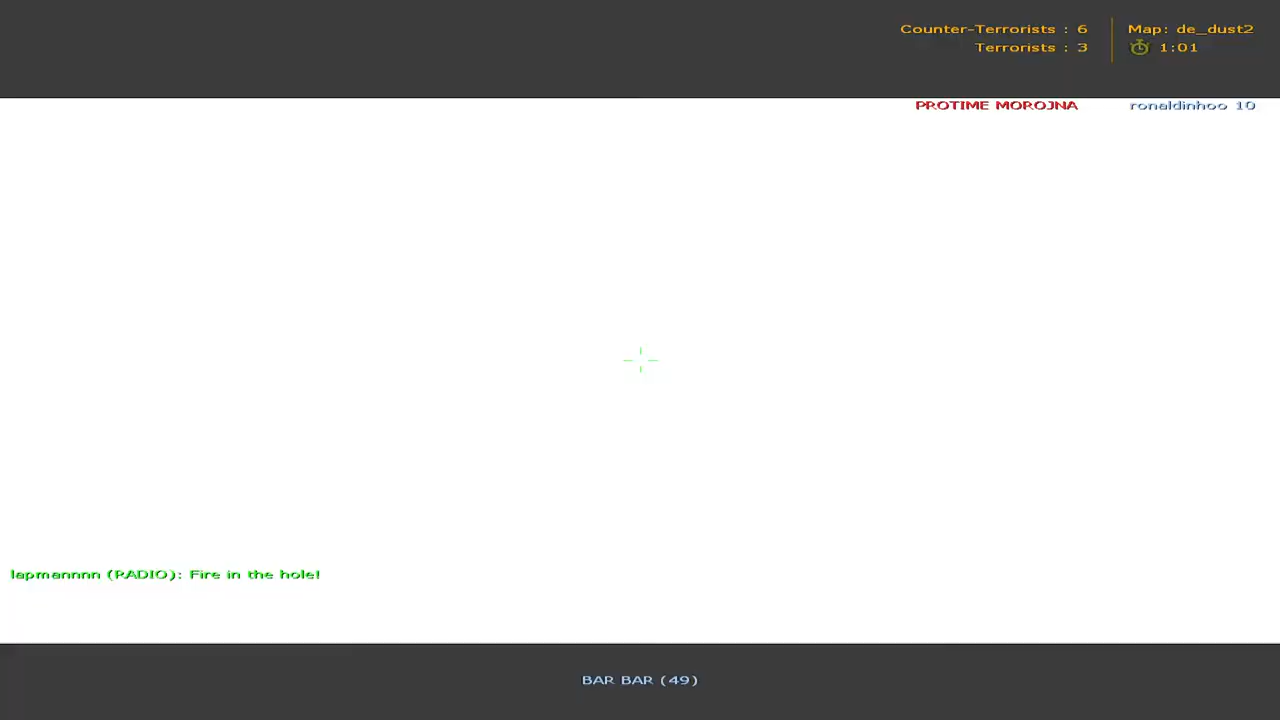 Counter-Terrorists : 6
Terrorists : 3
Map: de_dust2
1:01
PROTIME MOROJNA ronaldinhoo 10
lapmannnn (RADIO): Fire in the hole!
BAR BAR (49)